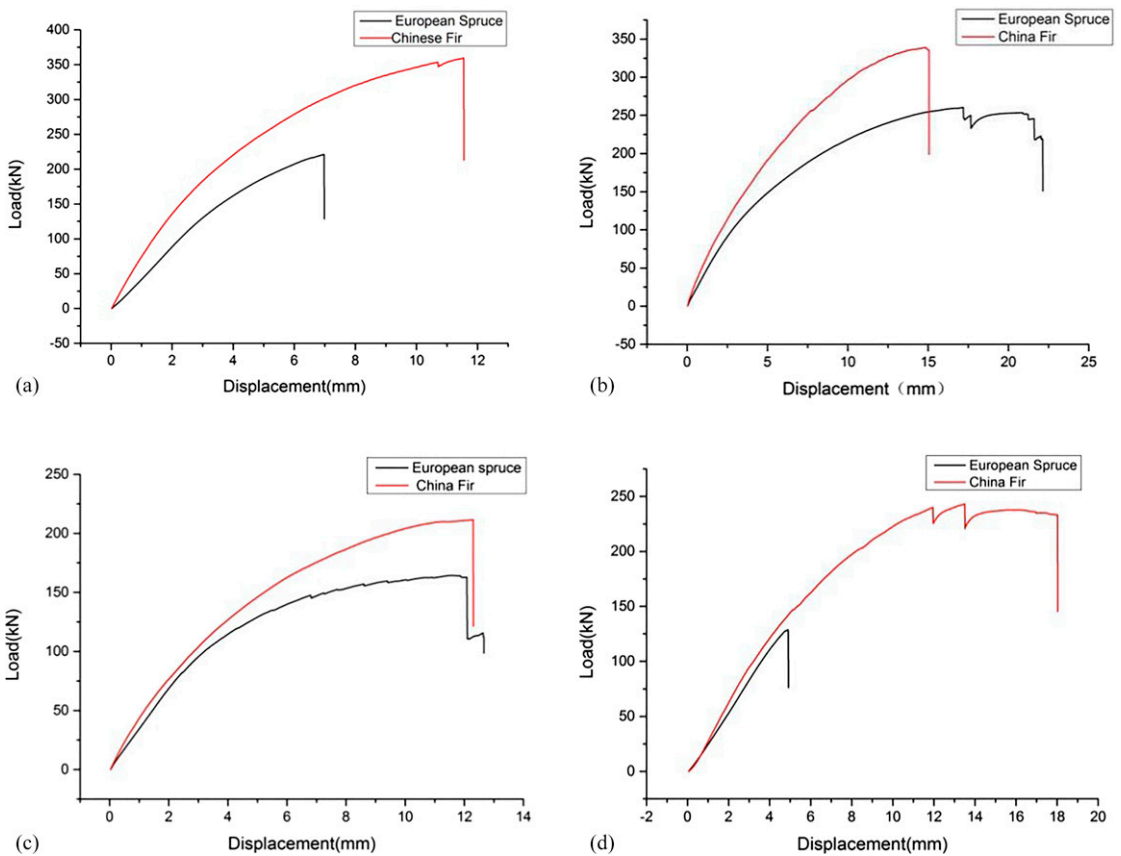 European Spruce
Chinese Fir
400
350
300
250
200
150
100
50
0
-50
Load(kN)
0 2 4 6 8 10 12
Displacement(mm)
(a)
European Spruce
China Fir
350
300
250
200
150
100
50
0
-50
Load(kN)
0 5 10 15 20 25
Displacement（mm）
(b)
European spruce
China Fir
250
200
150
100
50
0
Load(kN)
0 2 4 6 8 10 12 14
Displacement(mm)
(c)
European Spruce
China Fir
250
200
150
100
50
0
Load(kN)
-2 0 2 4 6 8 10 12 14 16 18 20
Displacement(mm)
(d)